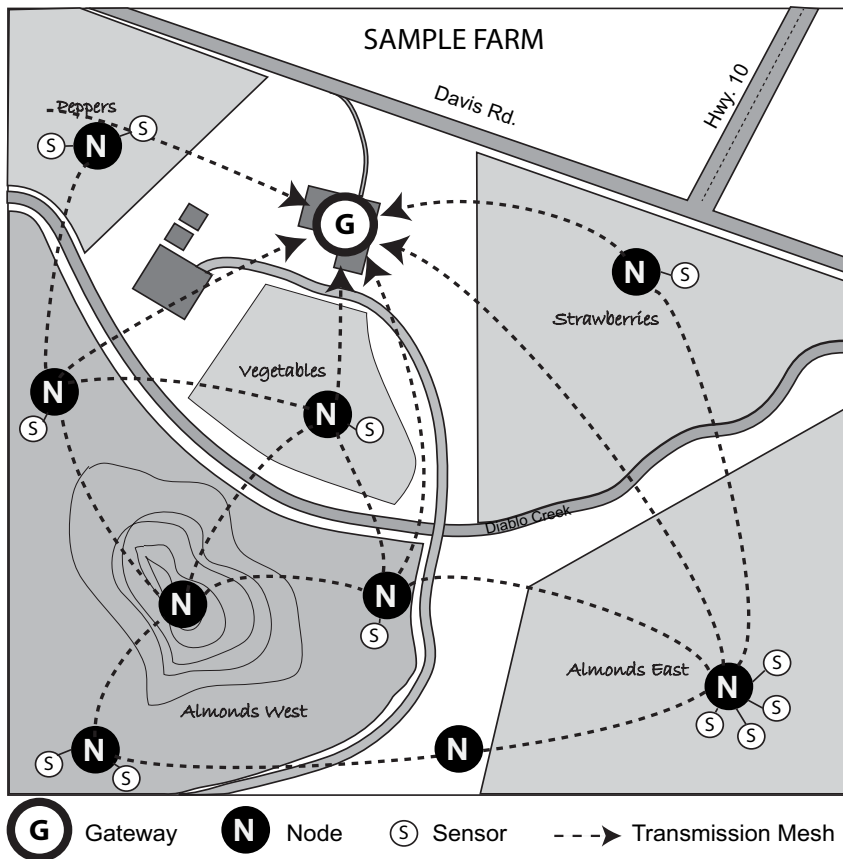 SAMPLE FARM
Davis Rd.
Hwy. 10
Peppers
S
S
N
G
N
S
Strawberries
Vegetables
N
S
N
S
Diablo Creek
N
N
S
Almonds East
N
S
S
S
S
Almonds West
N
S
S
N
G Gateway N Node S Sensor Transmission Mesh